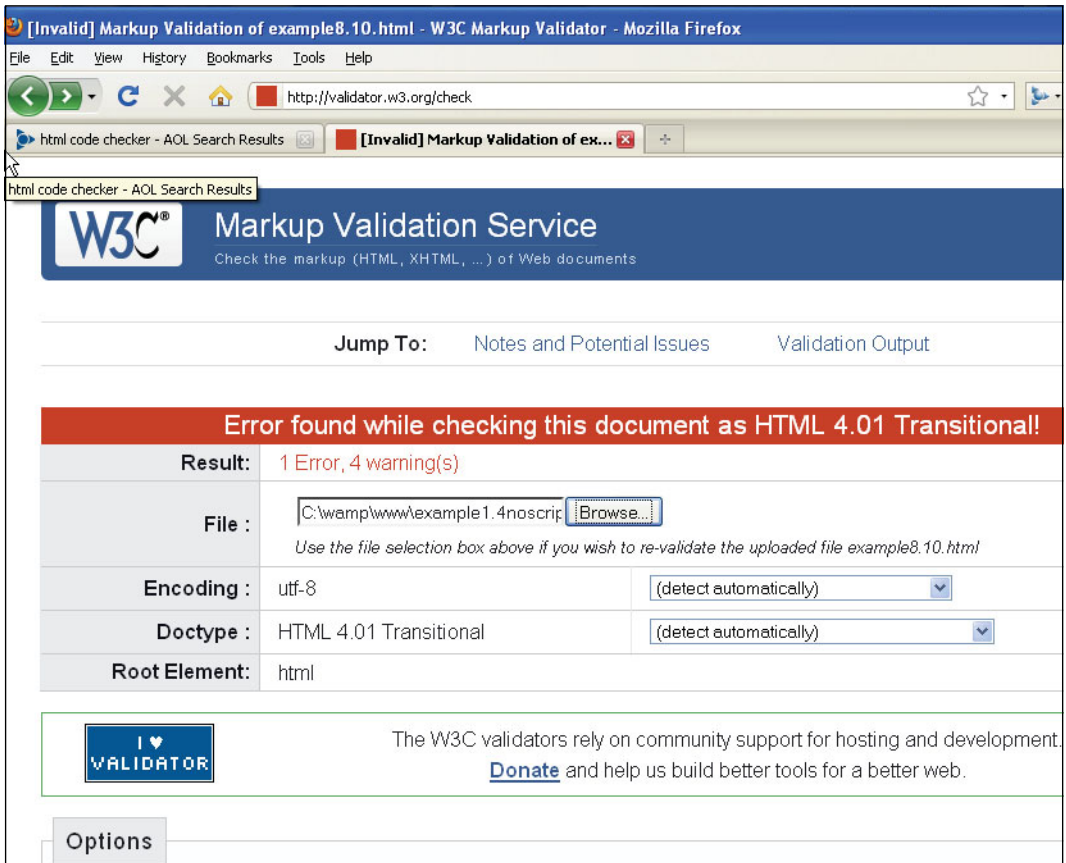 [Invalid] Markup Validation of example8.10.html - W3C Markup Validator - Mozilla Firefox
File Edit View History Bookmarks Tools Help
http://validator.w3.org/check
html code checker - AOL Search Results [Invalid] Markup Validation of ex...
html code checker - AOL Search Results
W3C® Markup Validation Service
Check the markup (HTML, XHTML, ...) of Web documents
Jump To: Notes and Potential Issues Validation Output
Error found while checking this document as HTML 4.01 Transitional!
Result: 1 Error, 4 warning(s)
File : C:\wamp\www\example1.4noscrip Browse...
Use the file selection box above if you wish to re-validate the uploaded file example8.10.html
Encoding : utf-8 (detect automatically)
Doctype : HTML 4.01 Transitional (detect automatically)
Root Element: html
I ♥ VALIDATOR
The W3C validators rely on community support for hosting and development.
Donate and help us build better tools for a better web.
Options